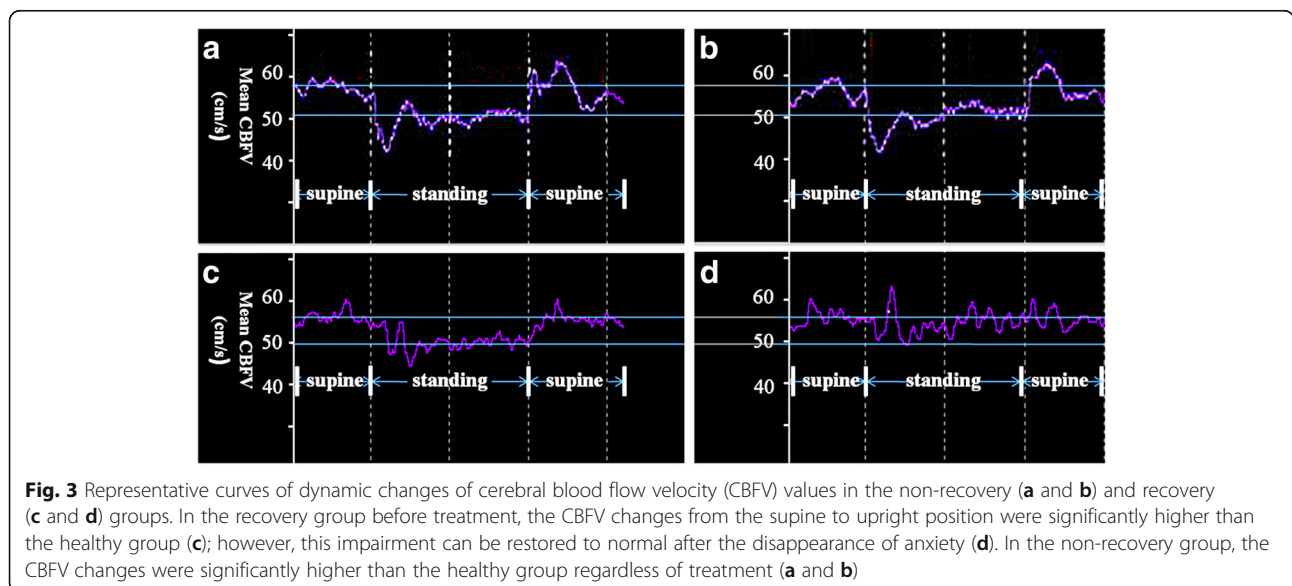 a
Mean CBFV
(cm/s)
60
50
40
supine standing supine
b
60
50
40
supine standing supine
c
Mean CBFV
(cm/s)
60
50
40
supine standing supine
d
60
50
40
supine standing supine
Fig. 3 Representative curves of dynamic changes of cerebral blood flow velocity (CBFV) values in the non-recovery (a and b) and recovery
(c and d) groups. In the recovery group before treatment, the CBFV changes from the supine to upright position were significantly higher than
the healthy group (c); however, this impairment can be restored to normal after the disappearance of anxiety (d). In the non-recovery group, the
CBFV changes were significantly higher than the healthy group regardless of treatment (a and b)